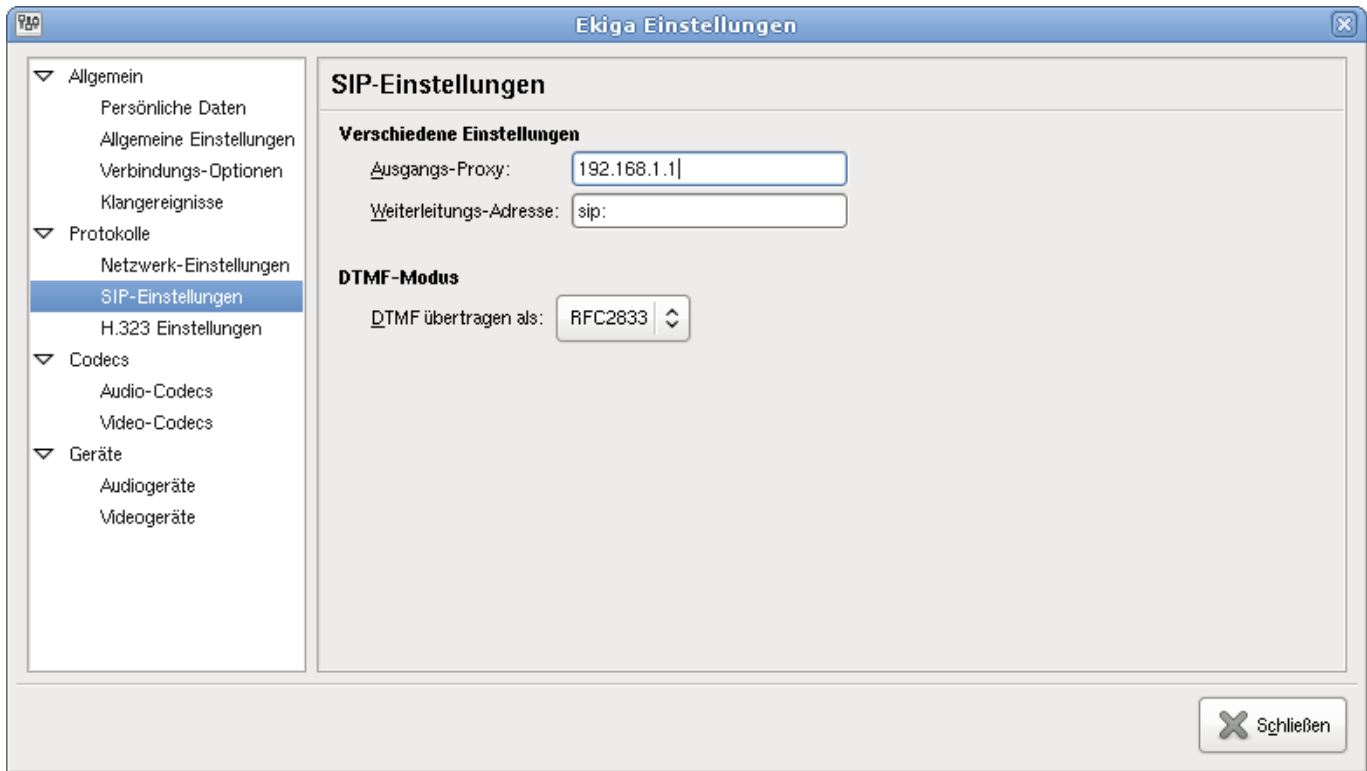 Ekiga Einstellungen
Allgemein
Persönliche Daten
Allgemeine Einstellungen
Verbindungs-Optionen
Klangereignisse
Protokolle
Netzwerk-Einstellungen
SIP-Einstellungen
H.323 Einstellungen
Codecs
Audio-Codecs
Video-Codecs
Geräte
Audiogeräte
Videogeräte
SIP-Einstellungen
Verschiedene Einstellungen
Ausgangs-Proxy: 192.168.1.1
Weiterleitungs-Adresse: sip:
DTMF-Modus
DTMF übertragen als: RFC2833
Schließen